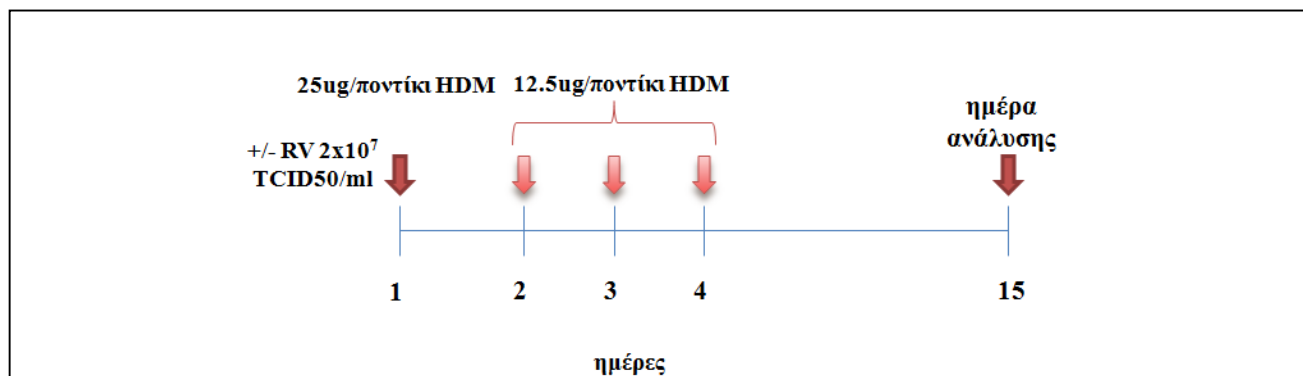 25ug/ποντίκι HDM
12.5ug/ποντίκι HDM
+/- RV 2x10⁷
TCID50/ml
ημέρα
ανάλυσης
1
2
3
4
15
ημέρες